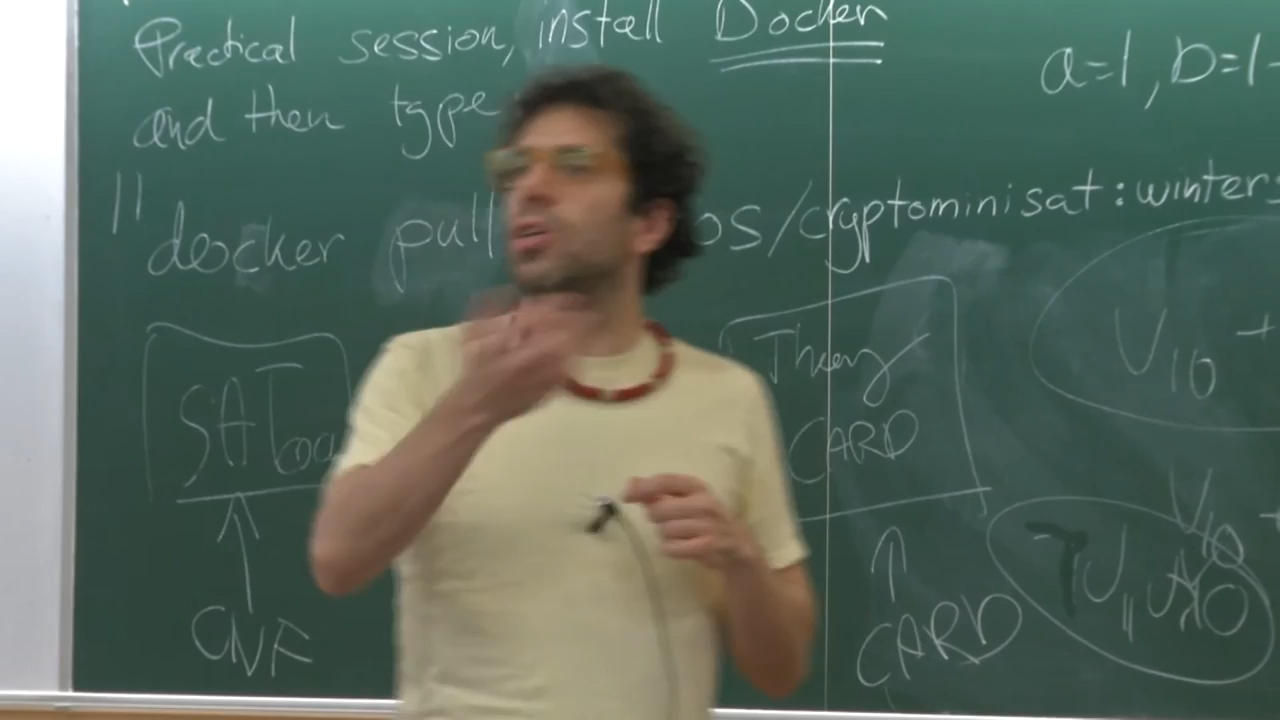 Practical session, install Docker
a=1, b=1-
and then type
"docker pull os/cryptominisat:winter
SAT
Theory
CARD
V10 +
CNF
CARD
V10 +